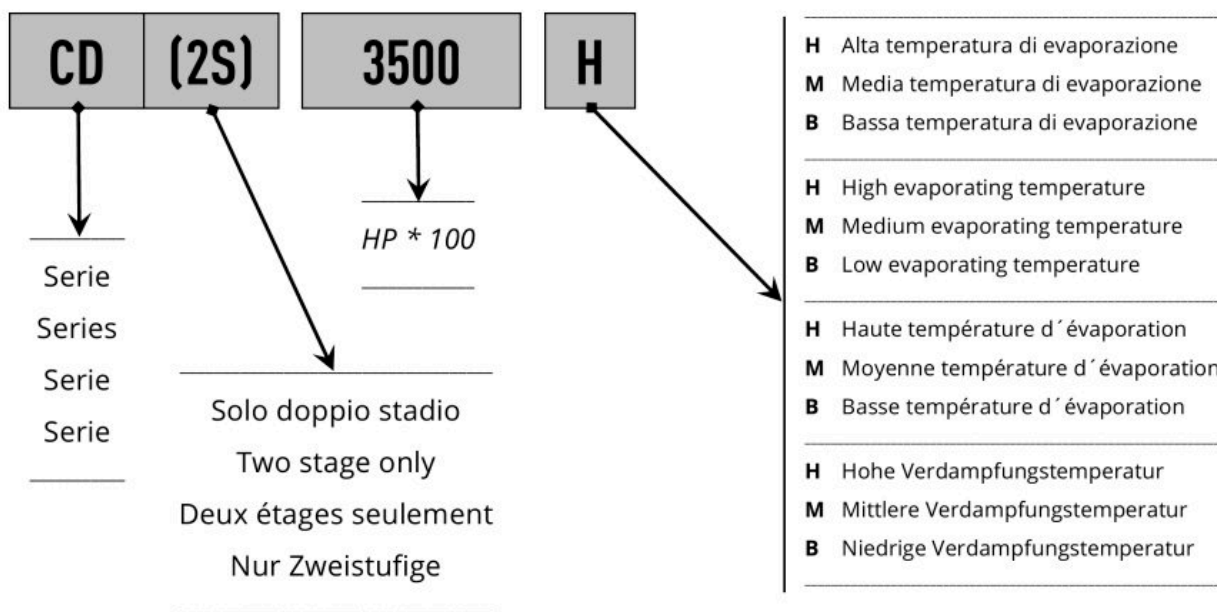 CD (2S) 3500 H
HP * 100
Serie
Series
Serie
Serie
Solo doppio stadio
Two stage only
Deux étages seulement
Nur Zweistufige
H Alta temperatura di evaporazione
M Media temperatura di evaporazione
B Bassa temperatura di evaporazione
H High evaporating temperature
M Medium evaporating temperature
B Low evaporating temperature
H Haute température d´évaporation
M Moyenne température d´évaporation
B Basse température d´évaporation
H Hohe Verdampfungstemperatur
M Mittlere Verdampfungstemperatur
B Niedrige Verdampfungstemperatur